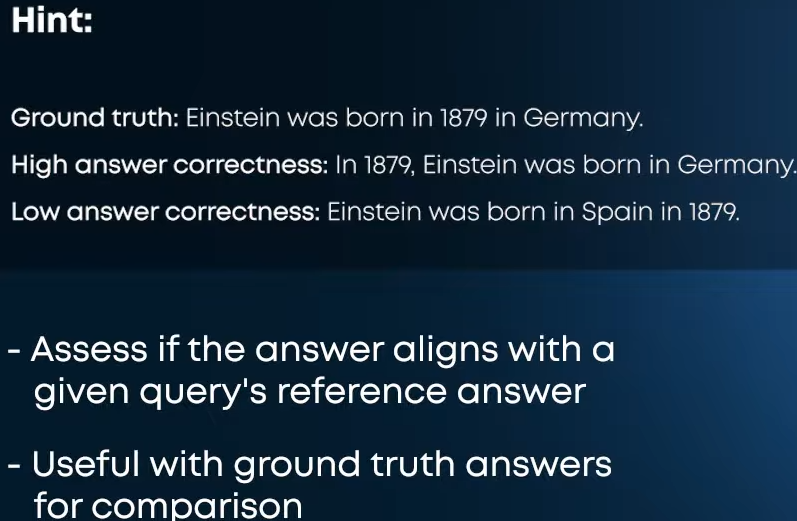 Hint:
Ground truth: Einstein was born in 1879 in Germany.
High answer correctness: In 1879, Einstein was born in Germany.
Low answer correctness: Einstein was born in Spain in 1879.
- Assess if the answer aligns with a
given query's reference answer
- Useful with ground truth answers
for comparison